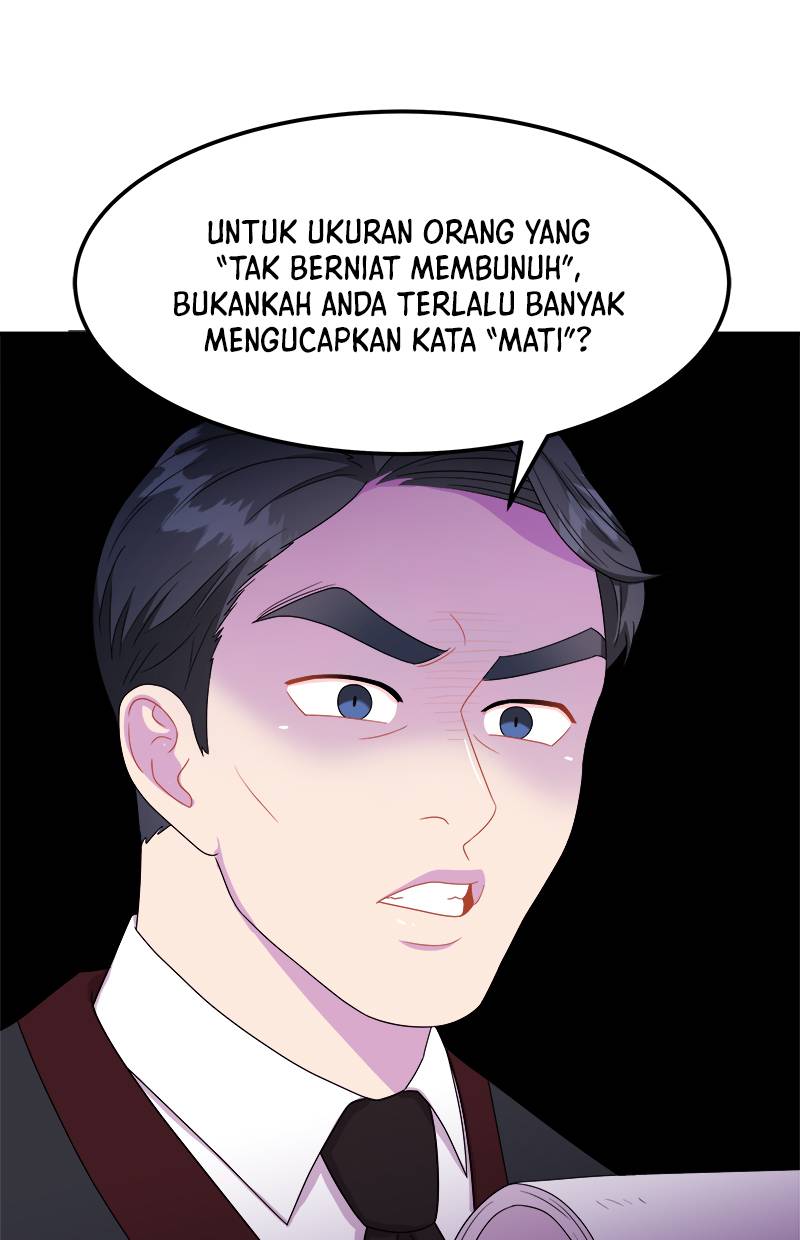 UNTUK UKURAN ORANG YANG
“TAK BERNIAT MEMBUNUH”,
BUKANKAH ANDA TERLALU BANYAK
MENGUCAPKAN KATA “MATI”?